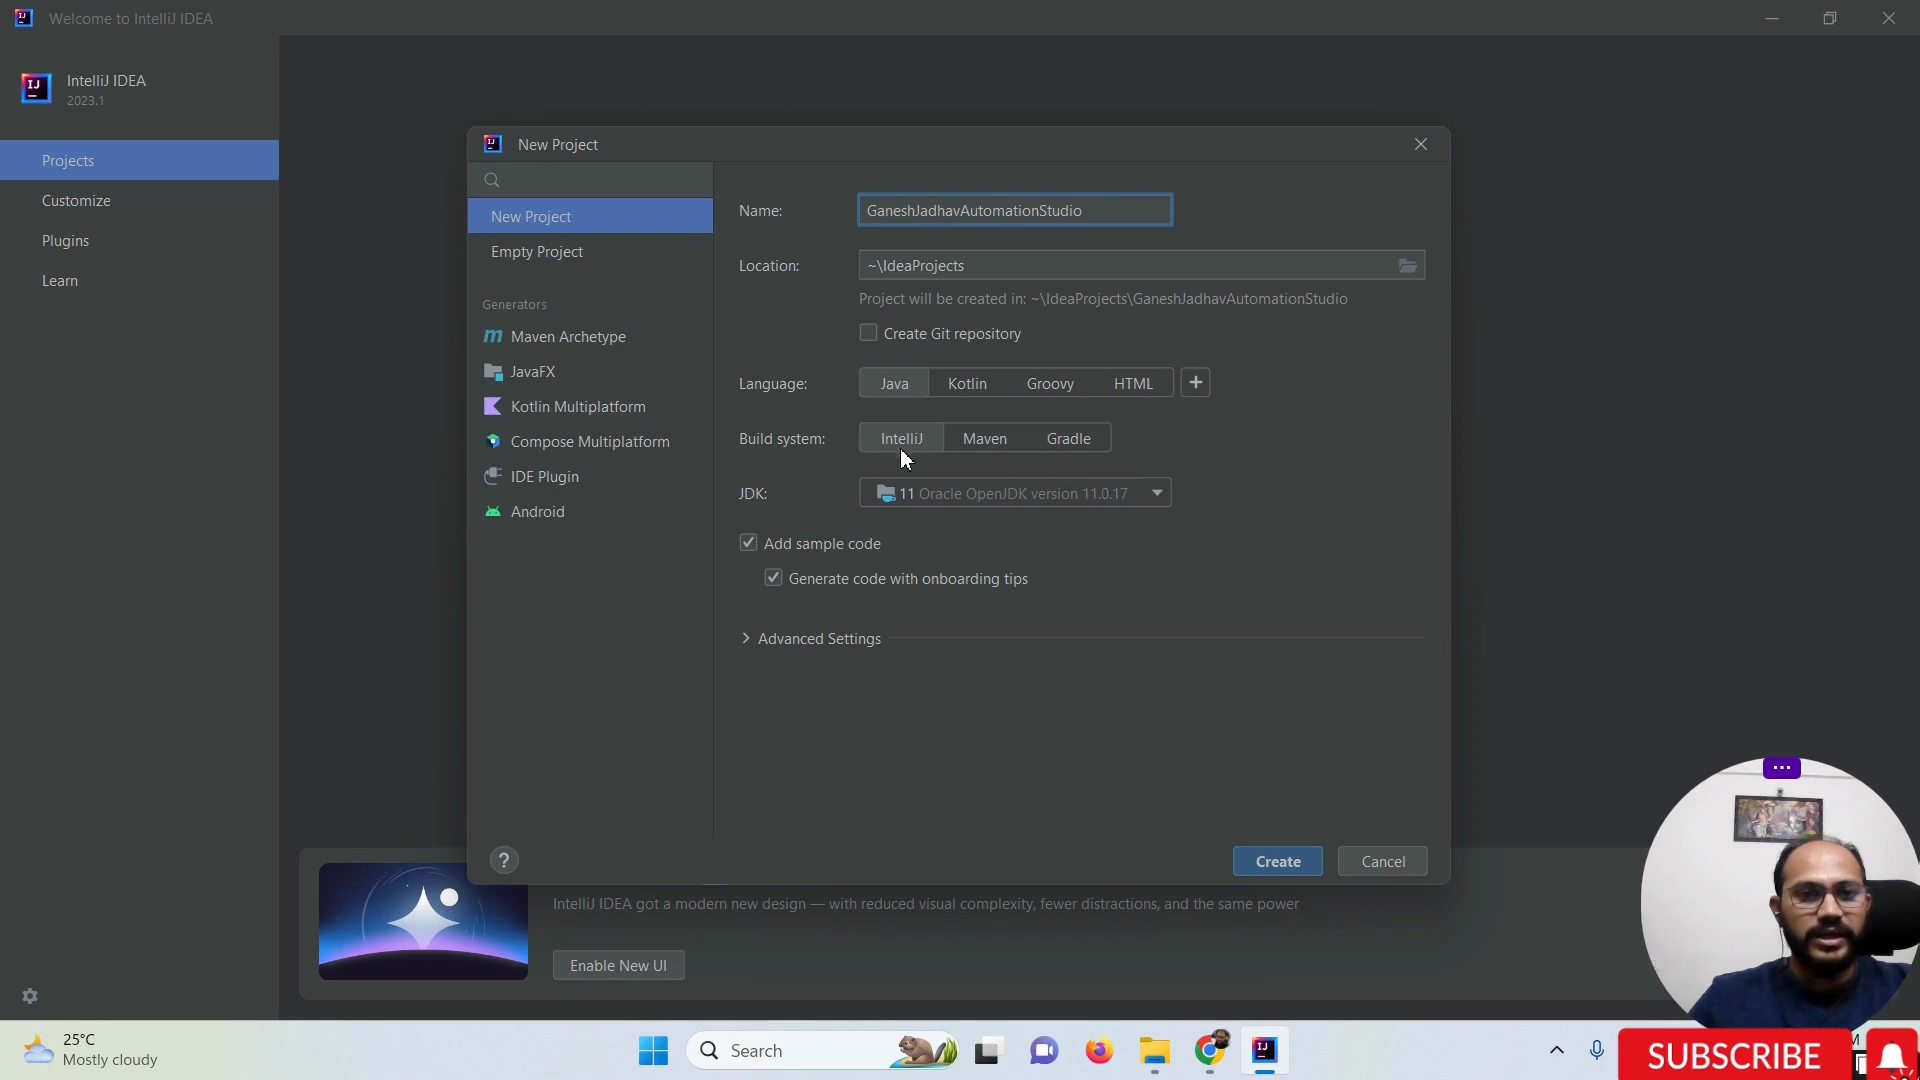 Welcome to IntelliJ IDEA
IntelliJ IDEA
2023.1
Projects
Customize
Plugins
Learn
New Project
New Project
Empty Project
Generators
Maven Archetype
JavaFX
Kotlin Multiplatform
Compose Multiplatform
IDE Plugin
Android
Name: GaneshJadhavAutomationStudio
Location: ~\IdeaProjects
Project will be created in: ~\IdeaProjects\GaneshJadhavAutomationStudio
Create Git repository
Language: Java Kotlin Groovy HTML +
Build system: IntelliJ Maven Gradle
JDK: 11 Oracle OpenJDK version 11.0.17
Add sample code
Generate code with onboarding tips
Advanced Settings
? Create Cancel
IntelliJ IDEA got a modern new design — with reduced visual complexity, fewer distractions, and the same power
Enable New UI
25°C
Mostly cloudy
Search
SUBSCRIBE